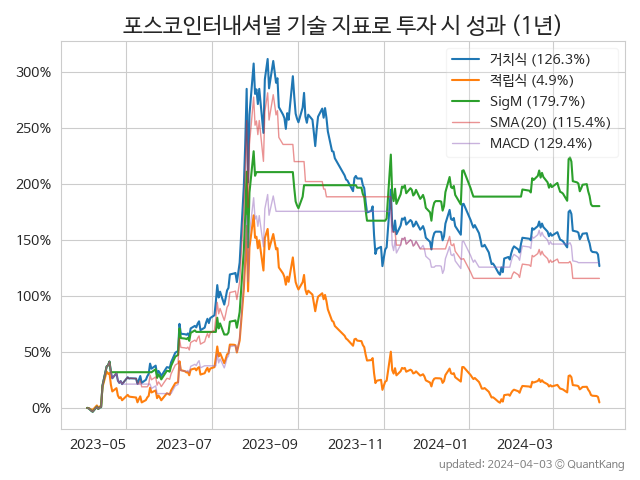 포스코인터내셔널 기술 지표로 투자 시 성과 (1년)
거치식 (126.3%)
적립식 (4.9%)
SigM (179.7%)
SMA(20) (115.4%)
MACD (129.4%)
300%
250%
200%
150%
100%
50%
0%
2023-05
2023-07
2023-09
2023-11
2024-01
2024-03
updated: 2024-04-03 © QuantKang